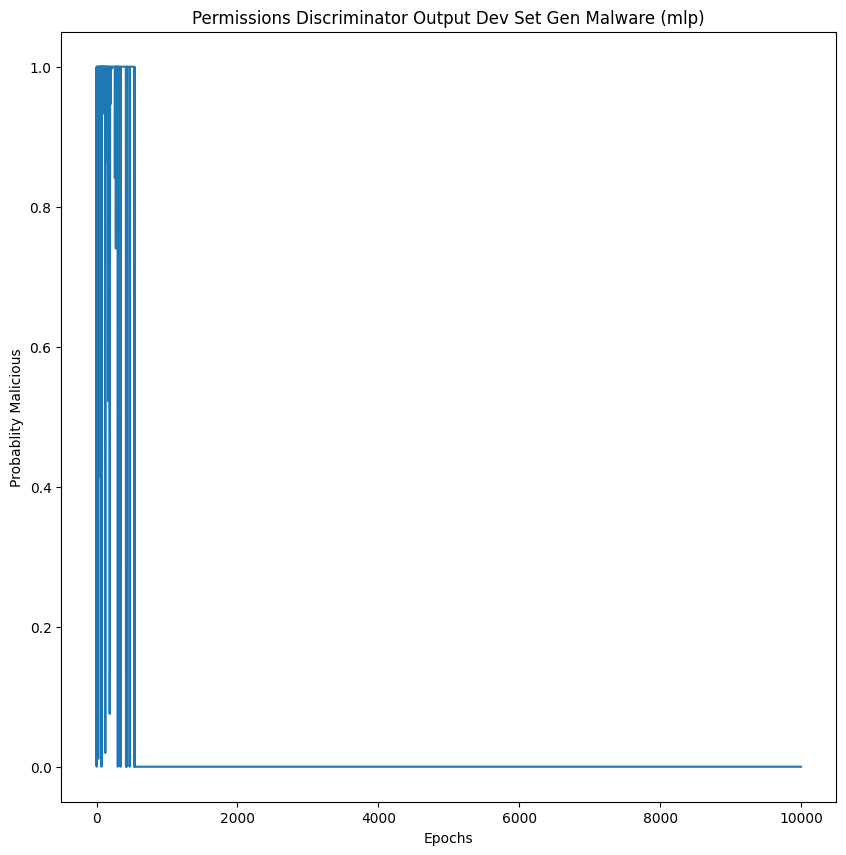 Permissions Discriminator Output Dev Set Gen Malware (mlp)
1.0
0.8
0.6
0.4
0.2
0.0
Probablity Malicious
0 2000 4000 6000 8000 10000
Epochs